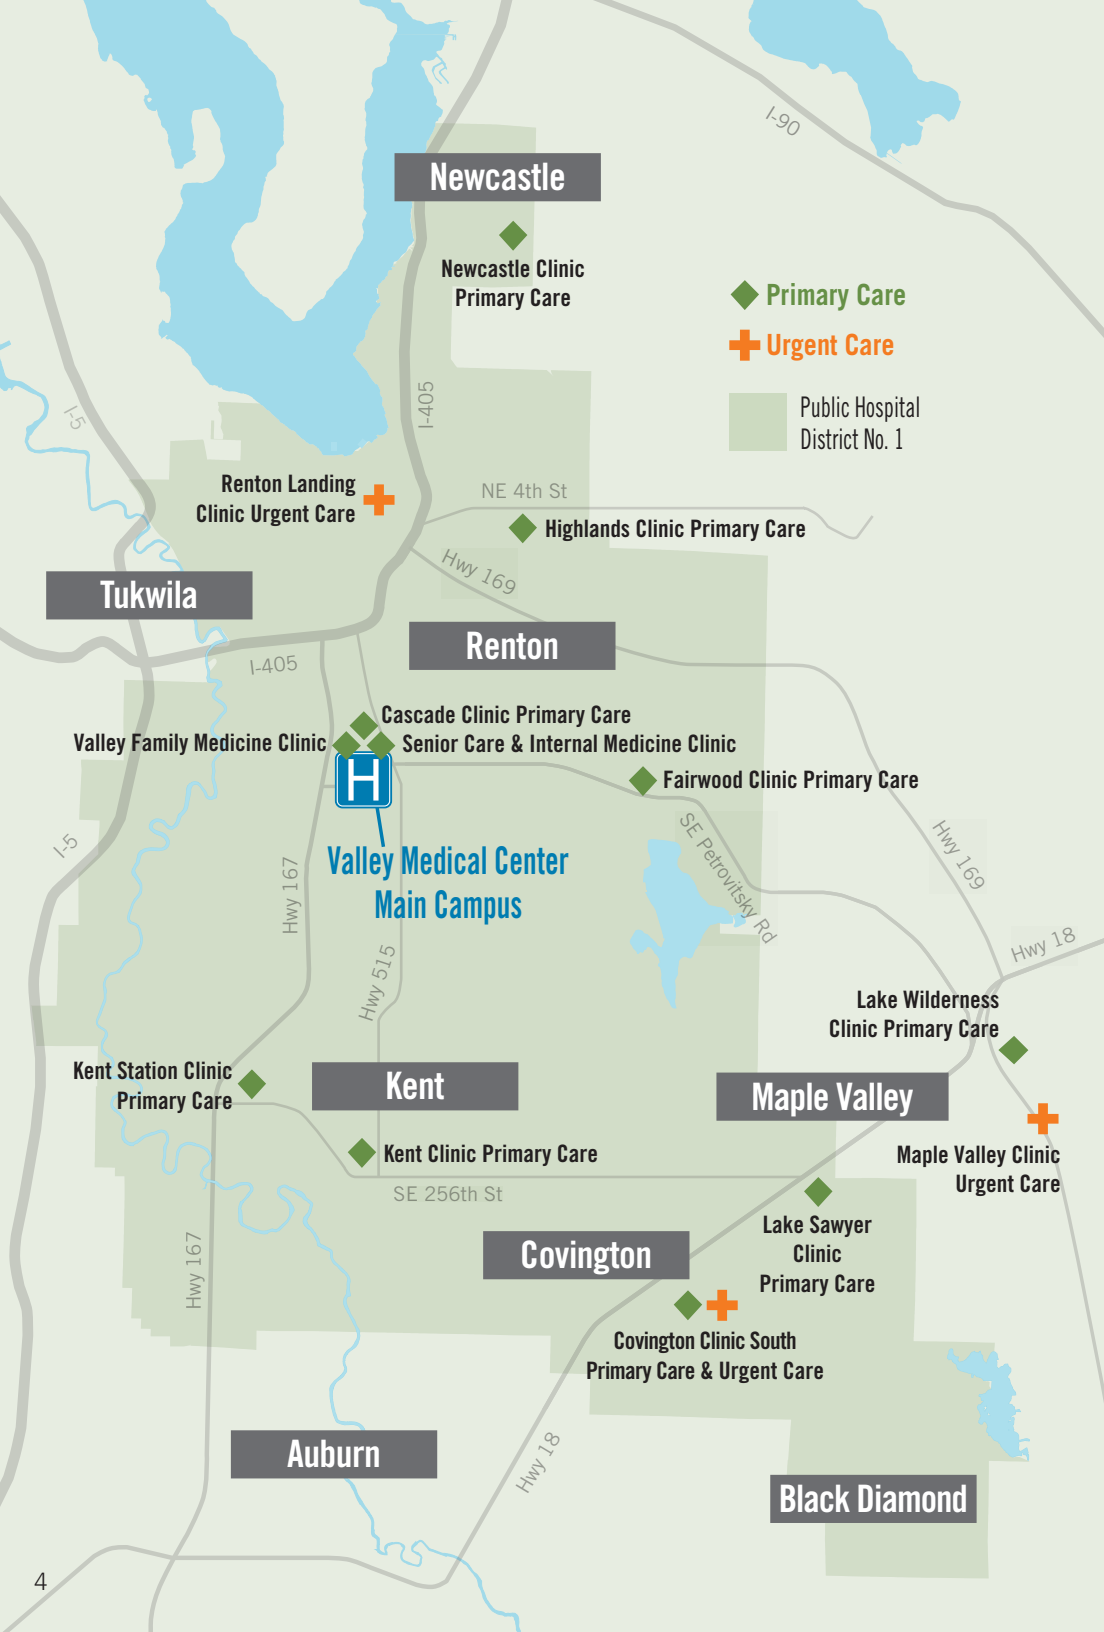 I-90
Newcastle
Newcastle Clinic
Primary Care
Primary Care
Urgent Care
Public Hospital
District No. 1
I-5
I-405
Renton Landing
Clinic Urgent Care
NE 4th St
Highlands Clinic Primary Care
Hwy 169
Tukwila
Renton
I-405
Cascade Clinic Primary Care
Valley Family Medicine Clinic
Senior Care & Internal Medicine Clinic
H
Fairwood Clinic Primary Care
I-5
Valley Medical Center
Main Campus
Hwy 167
SE Petrovitsky Rd
Hwy 169
Hwy 515
Hwy 18
Lake Wilderness
Clinic Primary Care
Kent Station Clinic
Primary Care
Kent
Maple Valley
Kent Clinic Primary Care
Maple Valley Clinic
Urgent Care
SE 256th St
Lake Sawyer
Clinic
Primary Care
Hwy 167
Covington
Covington Clinic South
Primary Care & Urgent Care
Auburn
Hwy 18
Black Diamond
4